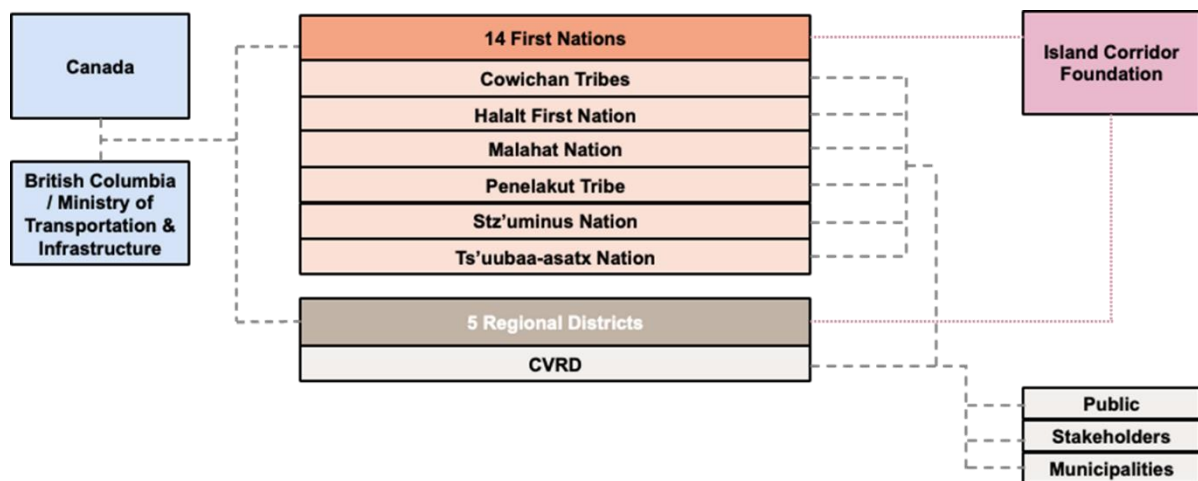 Canada
British Columbia
/ Ministry of
Transportation &
Infrastructure
14 First Nations
Cowichan Tribes
Halalt First Nation
Malahat Nation
Penelakut Tribe
Stz'uminus Nation
Ts'uubaa-asatx Nation
5 Regional Districts
CVRD
Island Corridor
Foundation
Public
Stakeholders
Municipalities